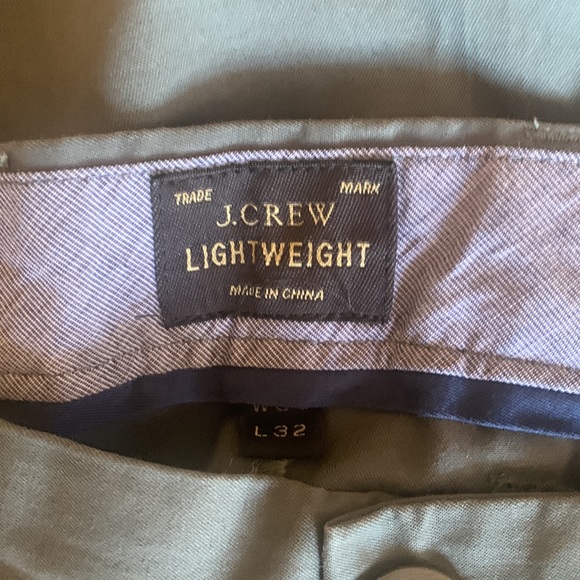 TRADE MARK
J.CREW
LIGHTWEIGHT
MADE IN CHINA
L 32